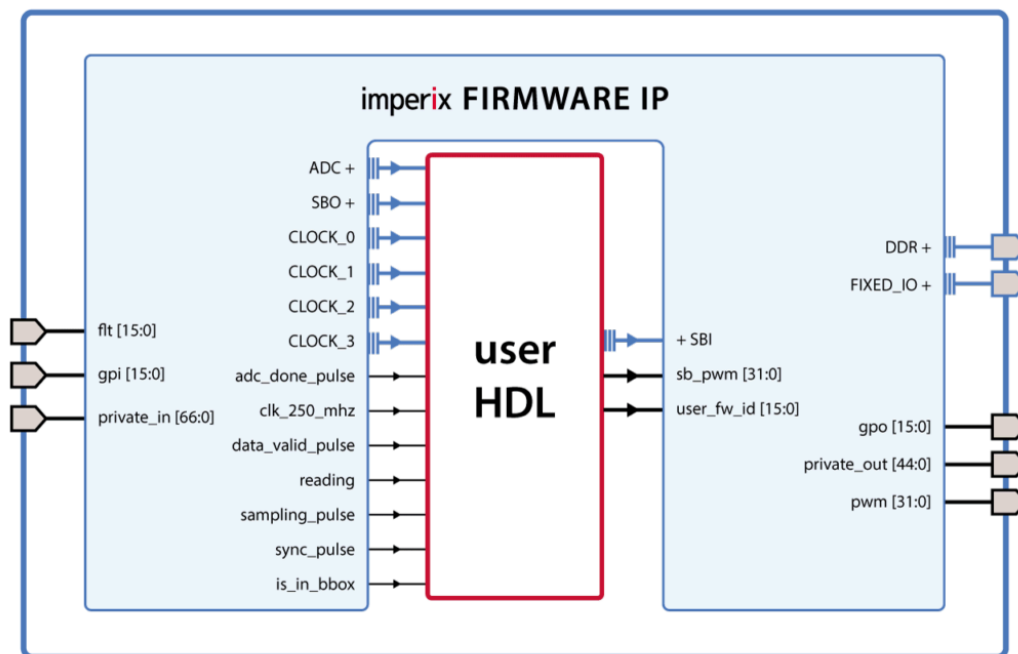 imperix FIRMWARE IP
ADC +
SBO +
CLOCK_0
CLOCK_1
CLOCK_2
CLOCK_3
adc_done_pulse
clk_250_mhz
data_valid_pulse
reading
sampling_pulse
sync_pulse
is_in_bbox
flt [15:0]
gpi [15:0]
private_in [66:0]
user
HDL
+ SBI
sb_pwm [31:0]
user_fw_id [15:0]
DDR +
FIXED_IO +
gpo [15:0]
private_out [44:0]
pwm [31:0]